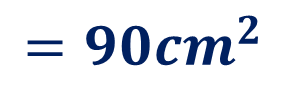 = 90cm²